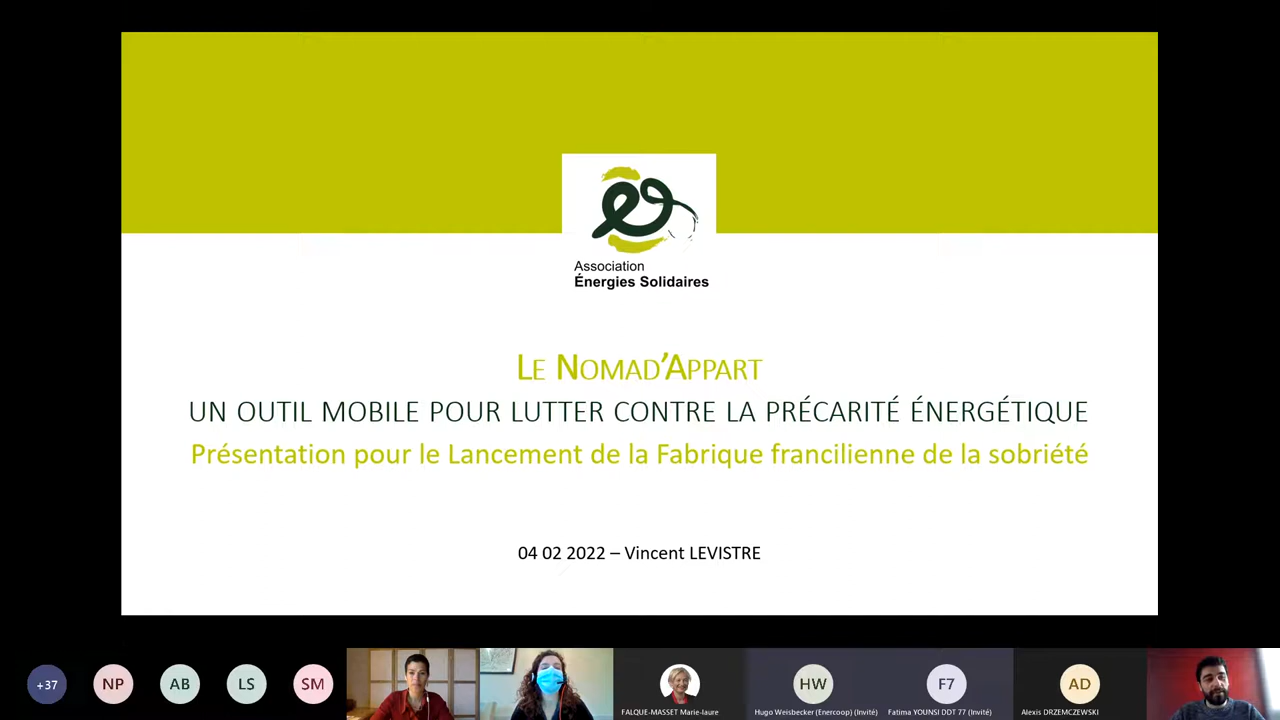 Association
Énergies Solidaires
LE NOMAD'APPART
UN OUTIL MOBILE POUR LUTTER CONTRE LA PRÉCARITÉ ÉNERGÉTIQUE
Présentation pour le Lancement de la Fabrique francilienne de la sobriété
04 02 2022 – Vincent LEVISTRE
+37
NP
AB
LS
SM
HW
F7
AD
FALQUE-MASSET Marie-laure
Hugo Weisbecker (Enercoop) (Invité)
Fatima YOUNSI DDT 77 (Invité)
Alexis DRZEMCZEWSKI